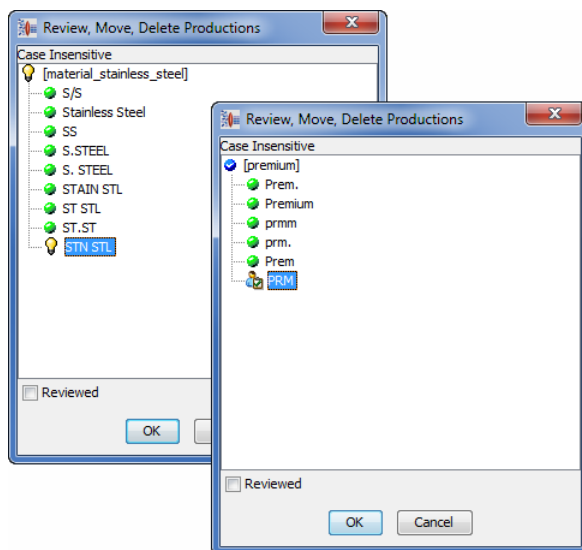 Review, Move, Delete Productions
Case Insensitive
[material_stainless_steel]
S/S
Stainless Steel
SS
S.STEEL
S. STEEL
STAIN STL
ST STL
ST.ST
STN STL
Reviewed
OK
Review, Move, Delete Productions
Case Insensitive
[premium]
Prem.
Premium
prmm
prm.
Prem
PRM
Reviewed
OK
Cancel